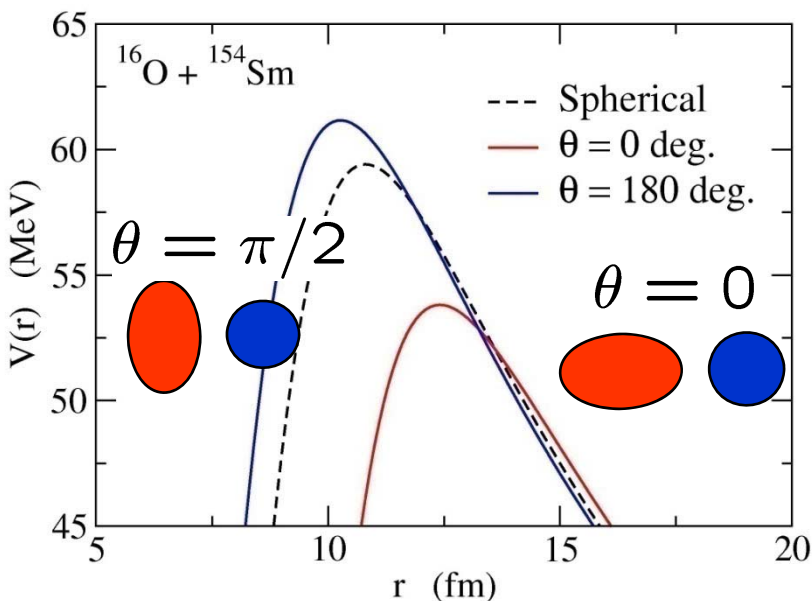 65
60
55
50
45
V(r) (MeV)
¹⁶O + ¹⁵⁴Sm
Spherical
θ = 0 deg.
θ = 180 deg.
θ = π/2
θ = 0
5
10
15
20
r (fm)